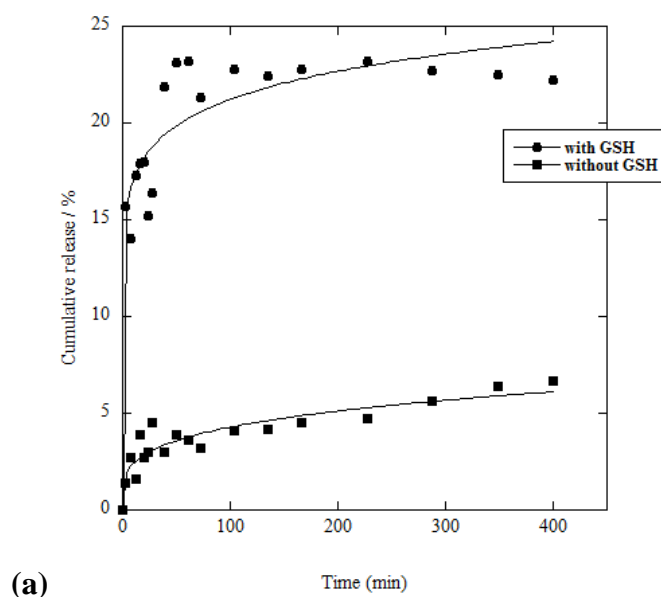 25
20
15
10
5
0
Cumulative release / %
with GSH
without GSH
0 100 200 300 400
Time (min)
(a)